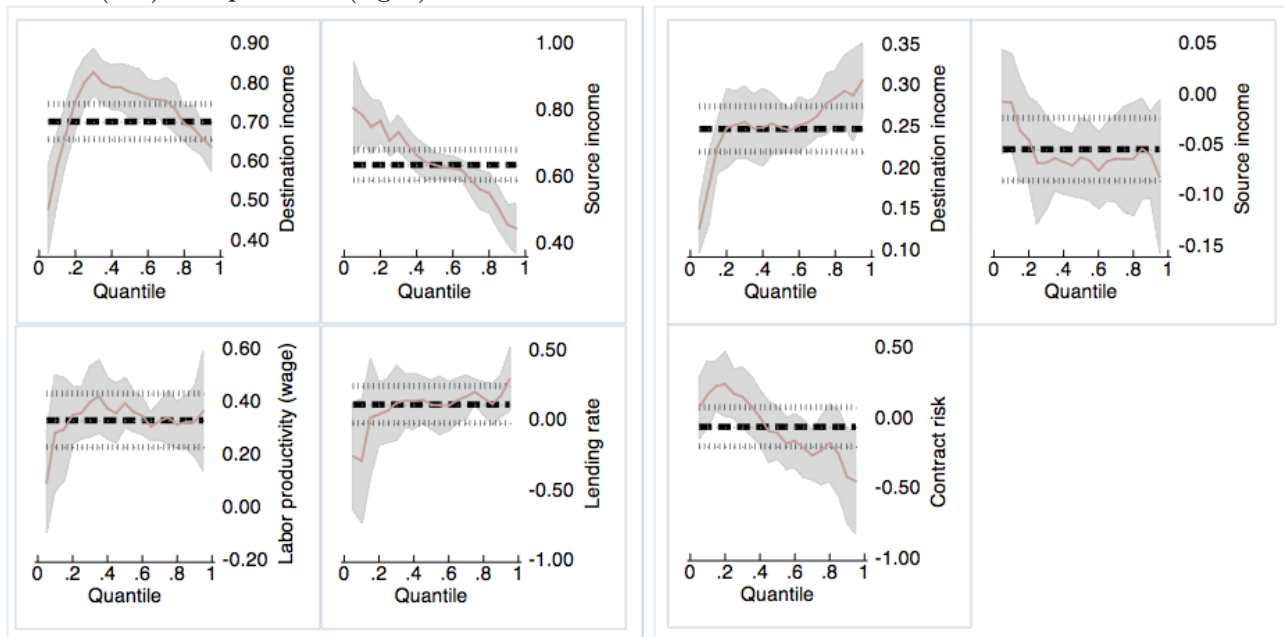 0.90
0.80
0.70
0.60
0.50
0.40
Destination income
0 .2 .4 .6 .8 1
Quantile
1.00
0.80
0.60
0.40
Source income
0 .2 .4 .6 .8 1
Quantile
0.35
0.30
0.25
0.20
0.15
0.10
Destination income
0 .2 .4 .6 .8 1
Quantile
0.05
0.00
-0.05
-0.10
-0.15
Source income
0 .2 .4 .6 .8 1
Quantile
0.60
0.40
0.20
0.00
-0.20
Labor productivity (wage)
0 .2 .4 .6 .8 1
Quantile
0.50
0.00
-0.50
-1.00
Lending rate
0 .2 .4 .6 .8 1
Quantile
0.50
0.00
-0.50
-1.00
Contract risk
0 .2 .4 .6 .8 1
Quantile